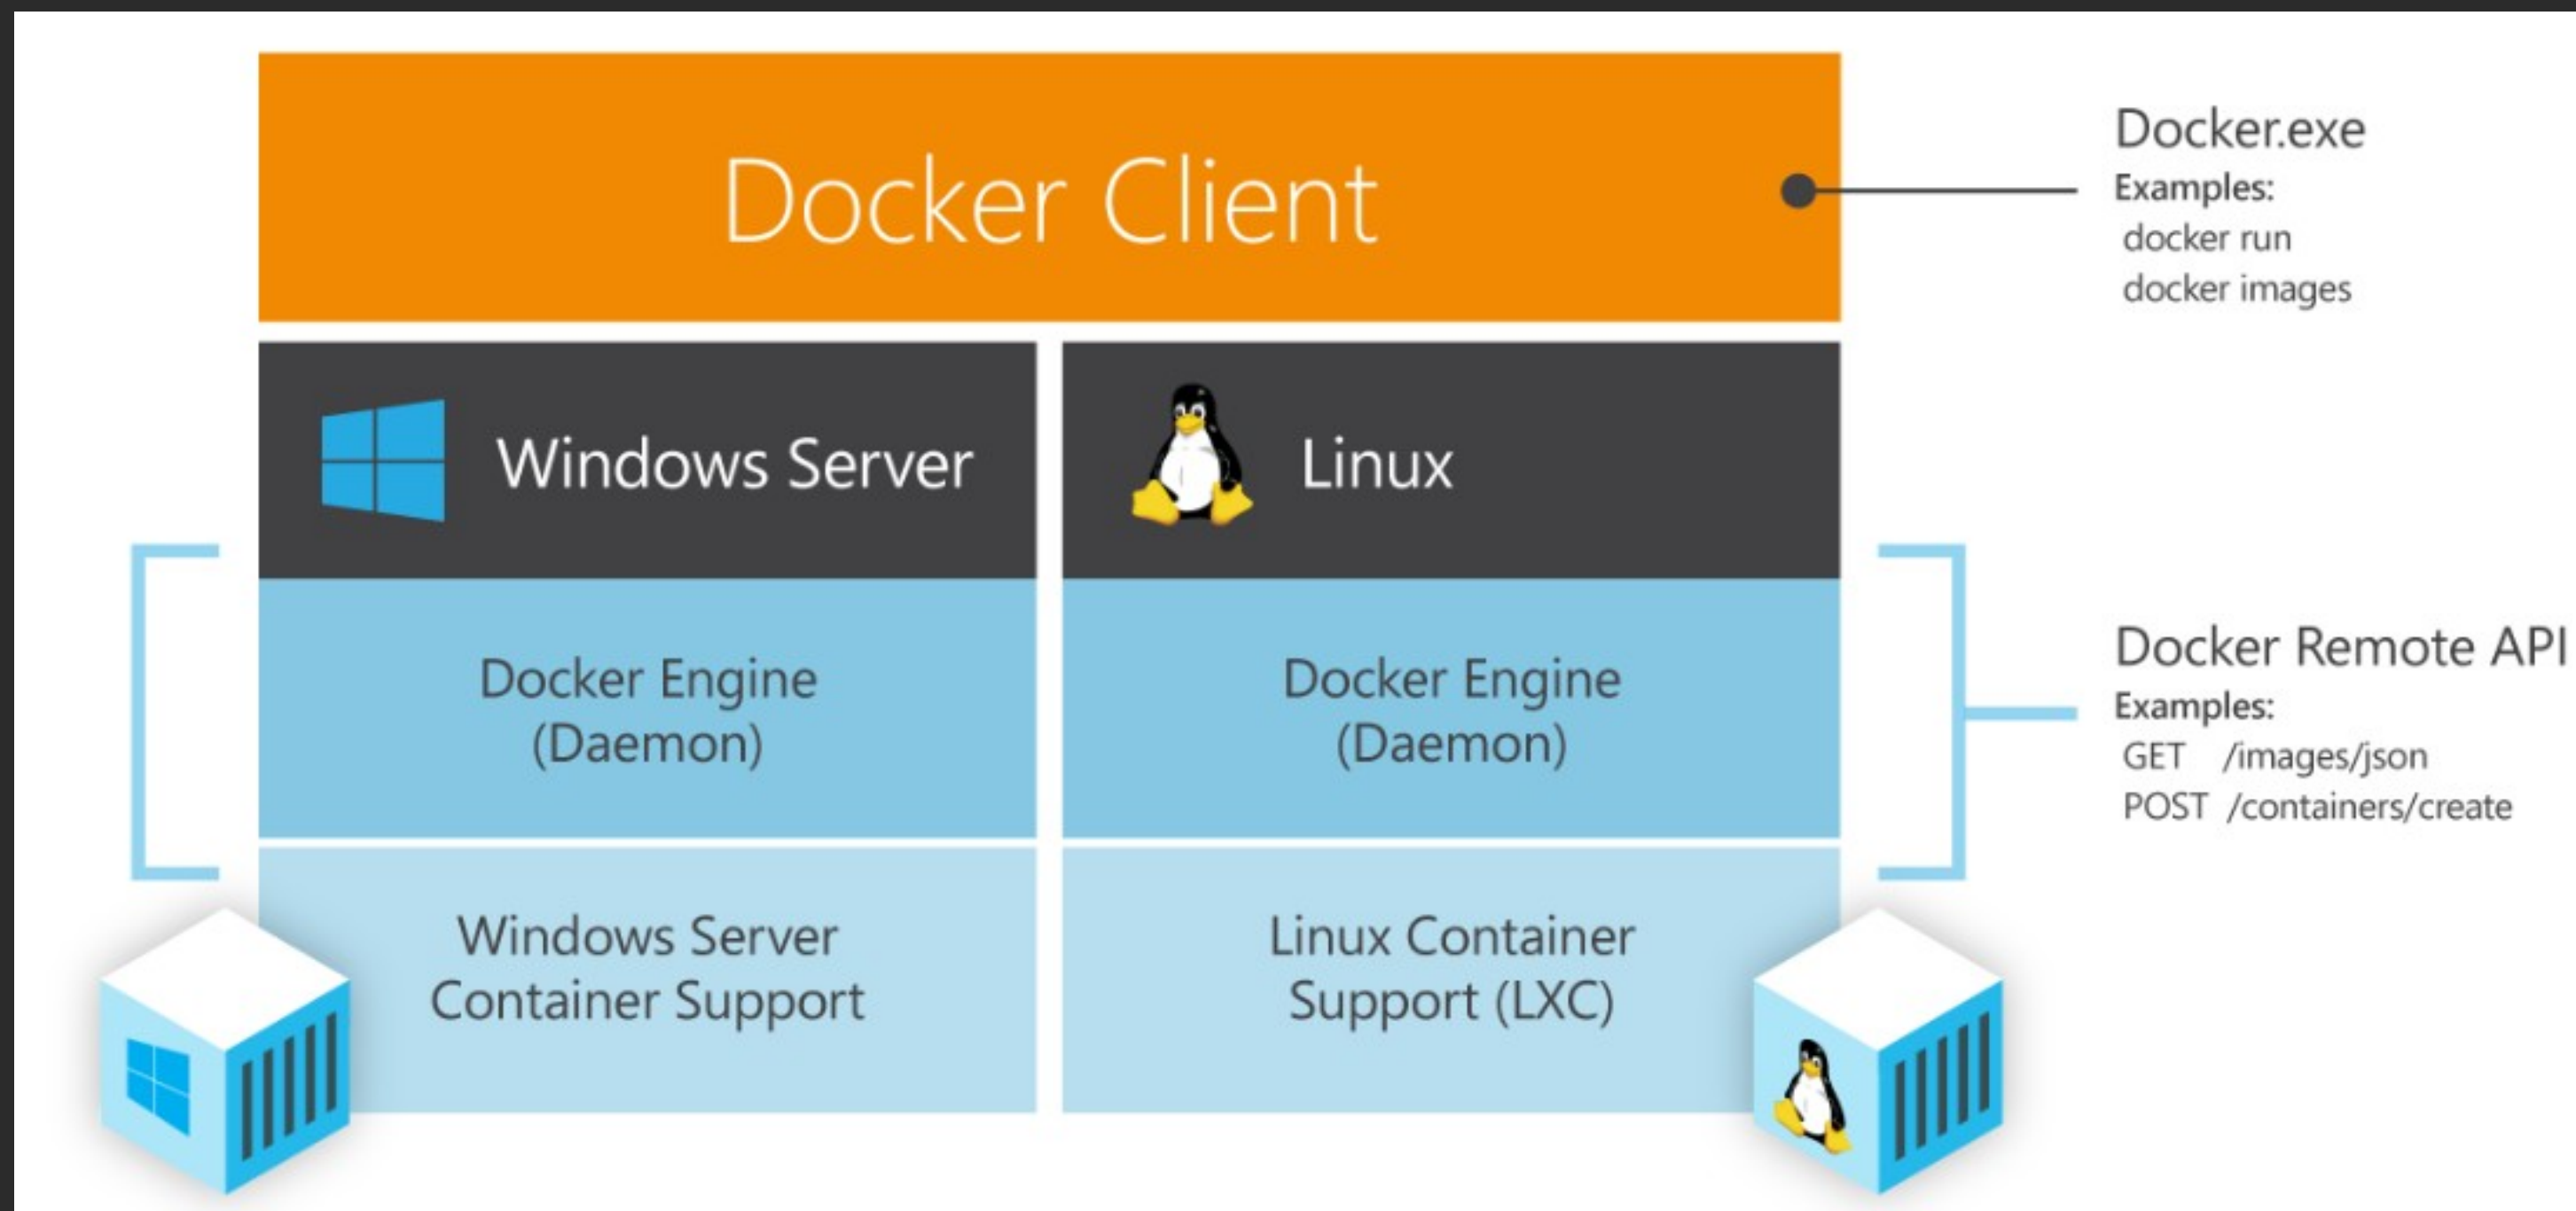 Docker Client
Docker.exe
Examples:
docker run
docker images
Windows Server
Linux
Docker Engine
(Daemon)
Docker Engine
(Daemon)
Docker Remote API
Examples:
GET /images/json
POST /containers/create
Windows Server
Container Support
Linux Container
Support (LXC)